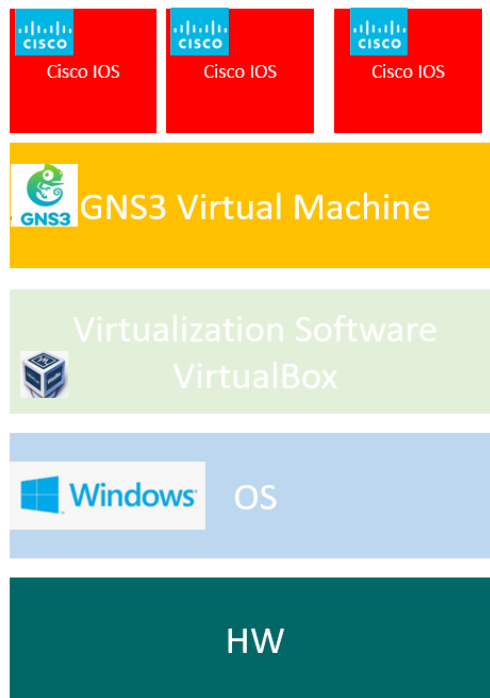 CISCO
CISCO
CISCO
Cisco IOS
Cisco IOS
Cisco IOS
GNS3
GNS3 Virtual Machine
Virtualization Software
VirtualBox
Windows
OS
HW